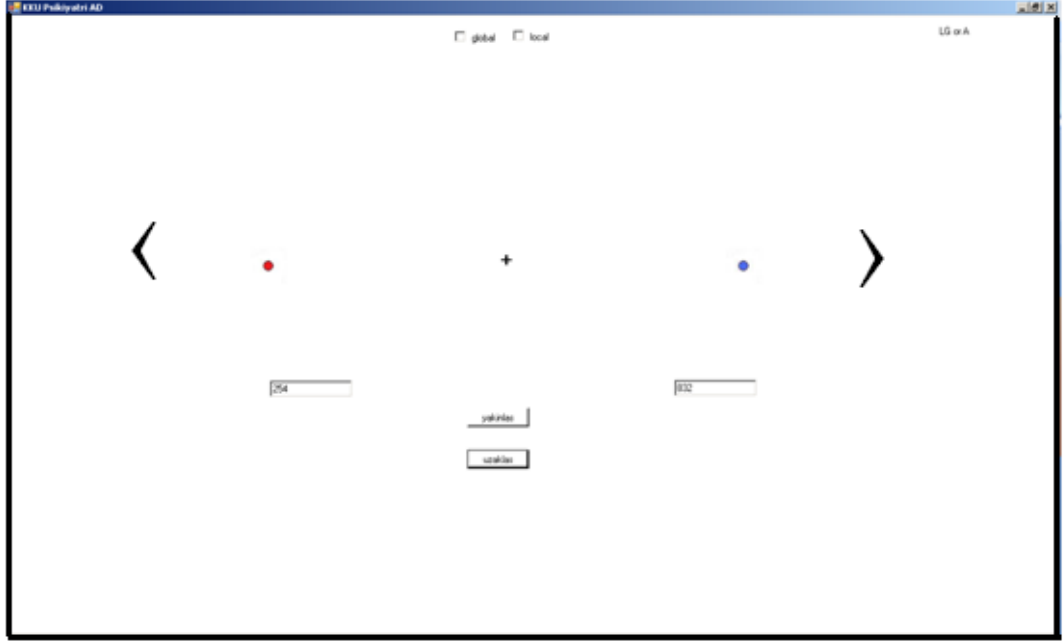 KKU Psikiyatri AD
global local
LG or A
254
832
yakinlas
uzaklas